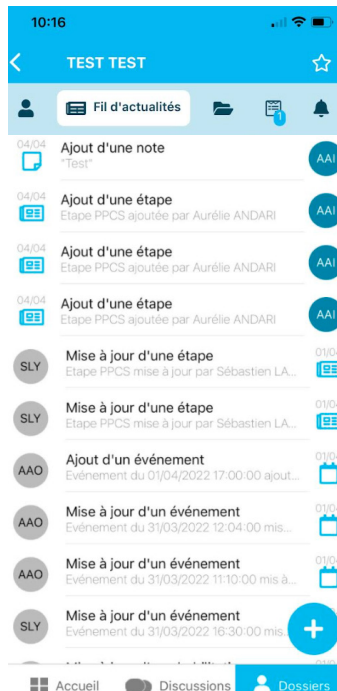 10:16
TEST TEST
Fil d'actualités
1
04/04
Ajout d'une note
"Test"
AAI
04/04
Ajout d'une étape
Etape PPCS ajoutée par Aurélie ANDARI
AAI
04/04
Ajout d'une étape
Etape PPCS ajoutée par Aurélie ANDARI
AAI
04/04
Ajout d'une étape
Etape PPCS ajoutée par Aurélie ANDARI
AAI
SLY
Mise à jour d'une étape
Etape PPCS mise à jour par Sébastien LA...
01/0
SLY
Mise à jour d'une étape
Etape PPCS mise à jour par Sébastien LA...
01/0
AAO
Ajout d'un événement
Evénement du 01/04/2022 17:00:00 ajout...
01/0
AAO
Mise à jour d'un événement
Evénement du 31/03/2022 12:04:00 mis...
01/0
AAO
Mise à jour d'un événement
Evénement du 31/03/2022 11:10:00 mis à...
01/0
SLY
Mise à jour d'un événement
Evénement du 31/03/2022 16:30:00 mis...
Accueil
Discussions
Dossiers